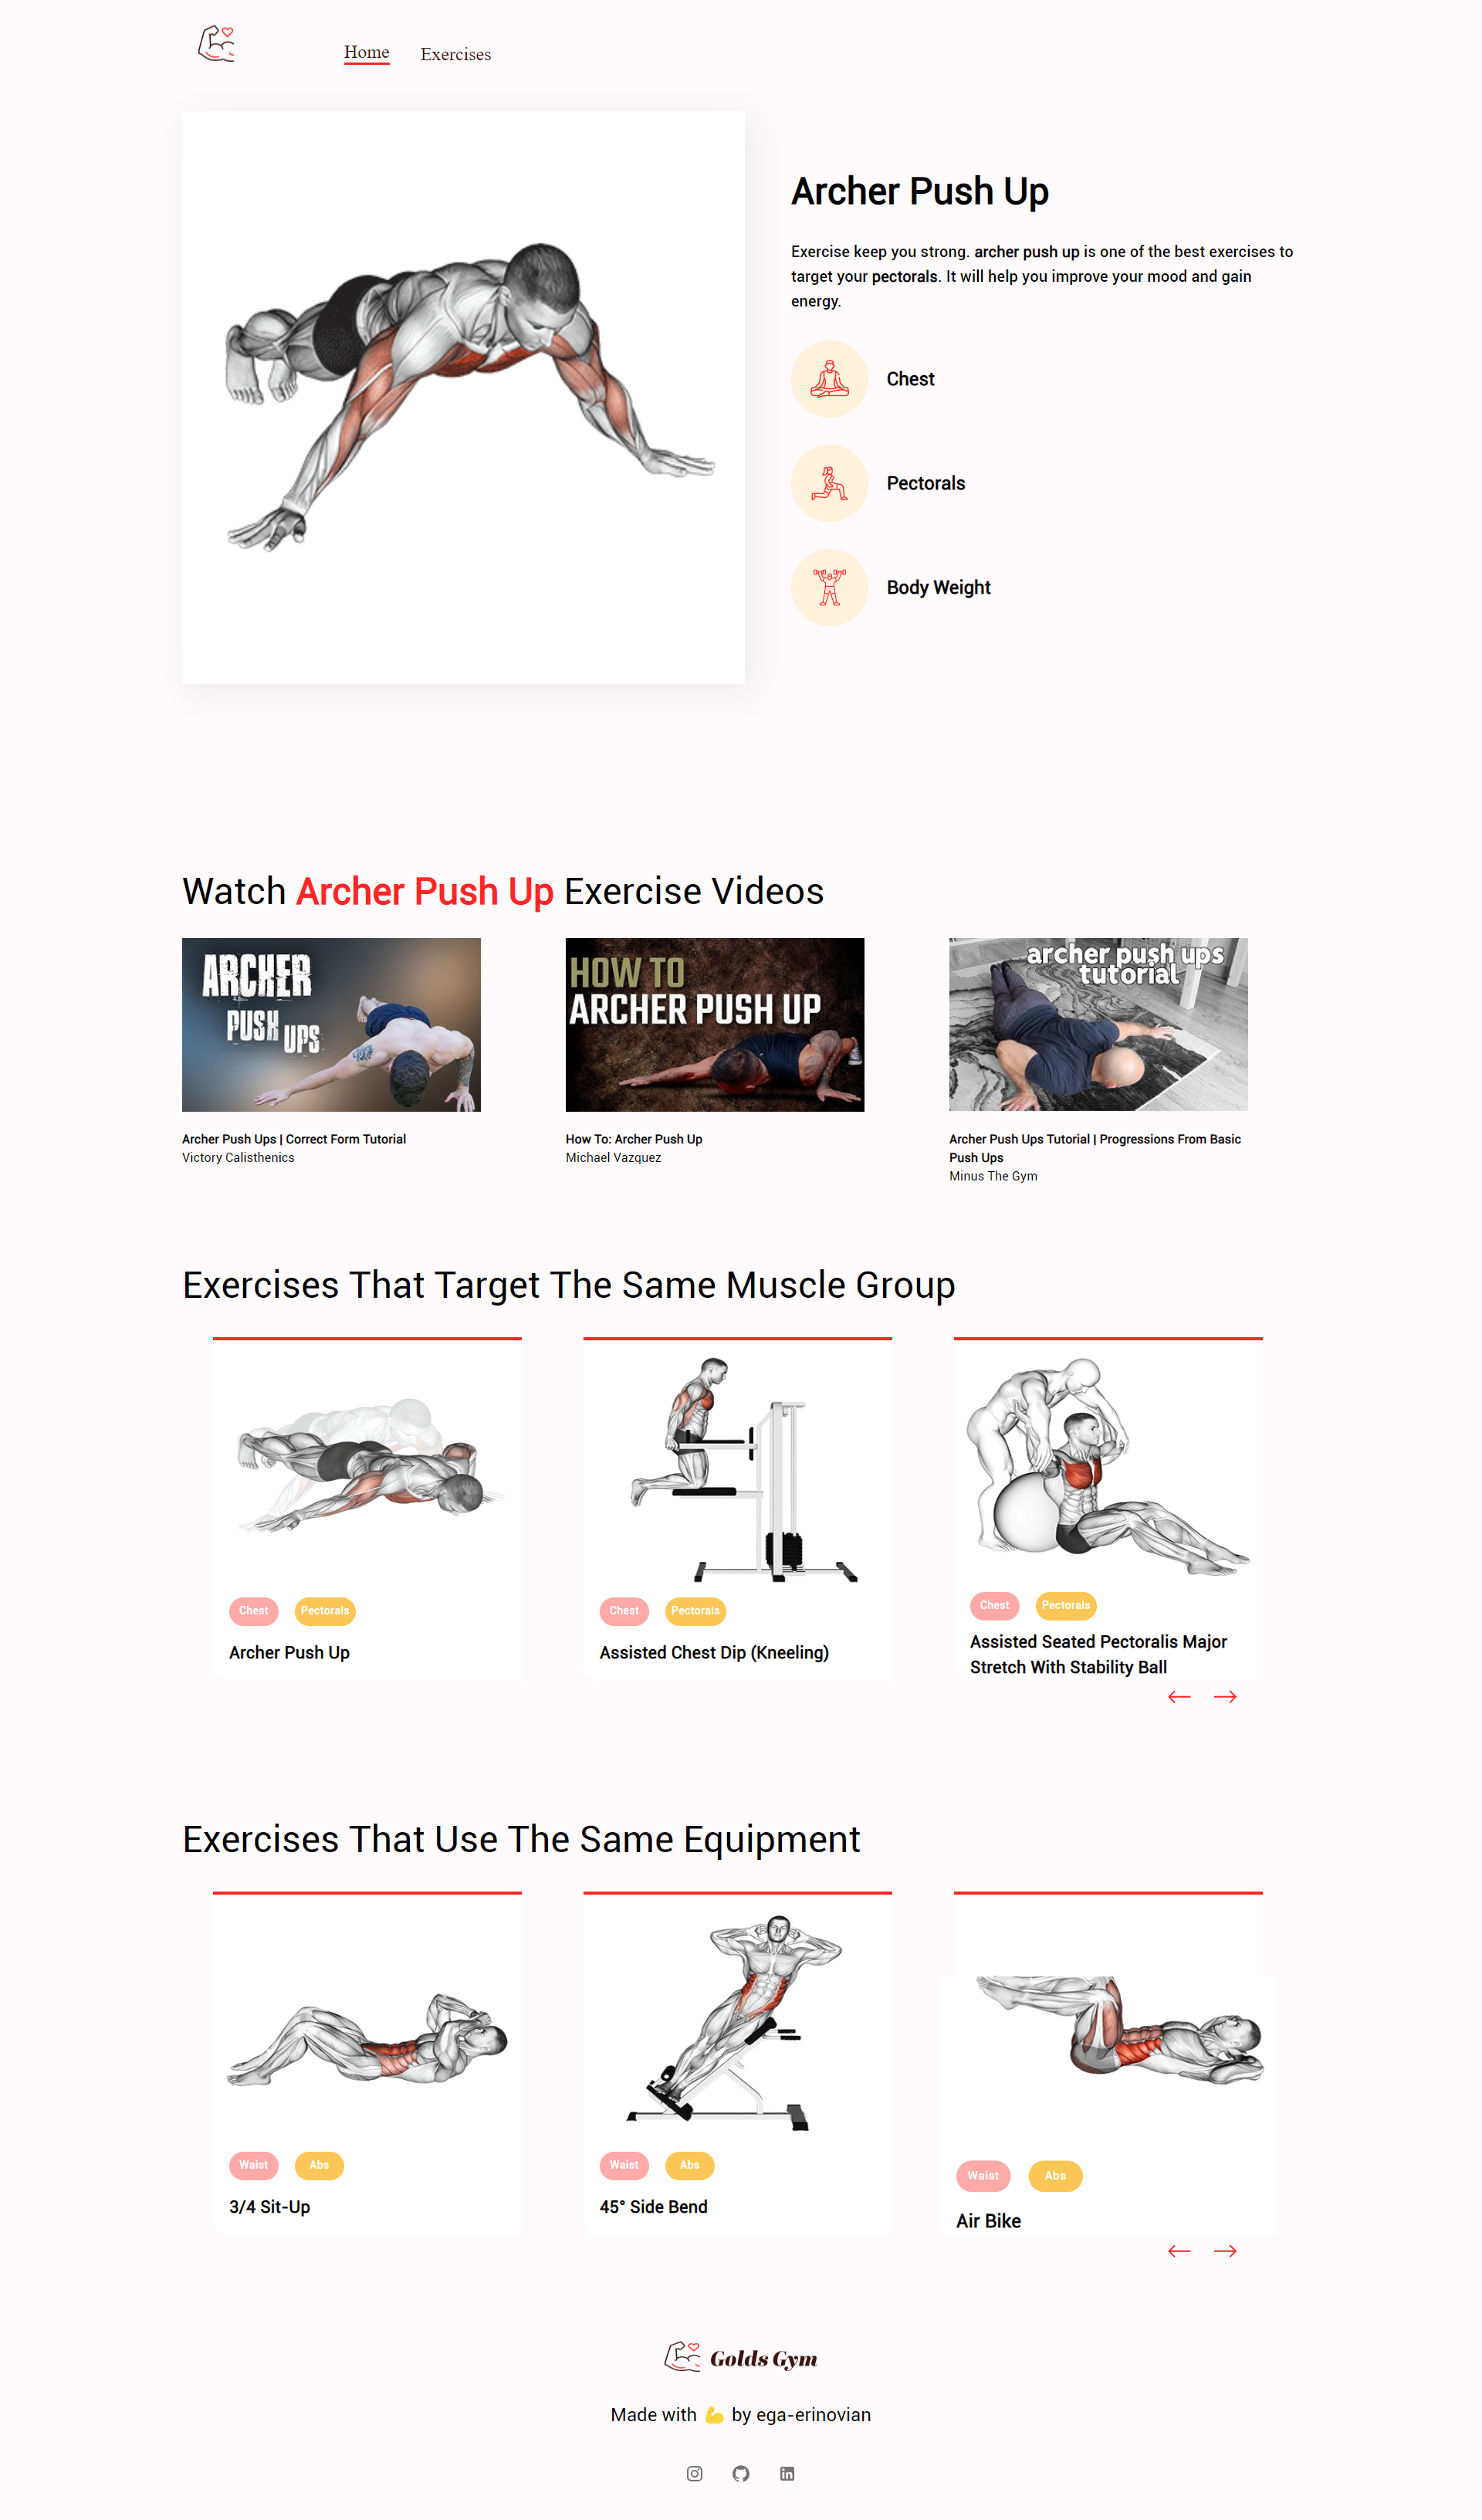 Home
Exercises
Archer Push Up
Exercise keep you strong. archer push up is one of the best exercises to
target your pectorals. It will help you improve your mood and gain
energy.
Chest
Pectorals
Body Weight
Watch Archer Push Up Exercise Videos
ARCHER
PUSH
UPS
HOW TO
ARCHER PUSH UP
archer push ups
tutorial
Archer Push Ups | Correct Form Tutorial
Victory Calisthenics
How To: Archer Push Up
Michael Vazquez
Archer Push Ups Tutorial | Progressions From Basic
Push Ups
Minus The Gym
Exercises That Target The Same Muscle Group
Chest
Pectorals
Archer Push Up
Chest
Pectorals
Assisted Chest Dip (Kneeling)
Chest
Pectorals
Assisted Seated Pectoralis Major
Stretch With Stability Ball
Exercises That Use The Same Equipment
Waist
Abs
3/4 Sit-Up
Waist
Abs
45° Side Bend
Waist
Abs
Air Bike
Golds Gym
Made with 💪 by ega-erinovian